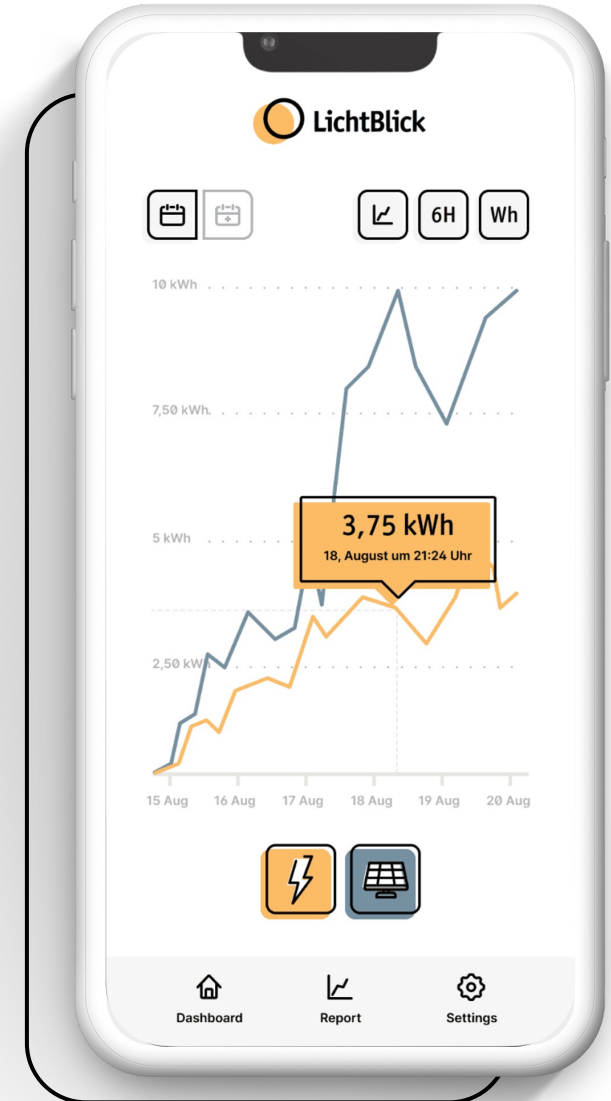 LichtBlick
6H
Wh
10 kWh
7,50 kWh
3,75 kWh
18, August um 21:24 Uhr
5 kWh
2,50 kW
15 Aug 16 Aug 17 Aug 18 Aug 19 Aug 20 Aug
Dashboard Report Settings